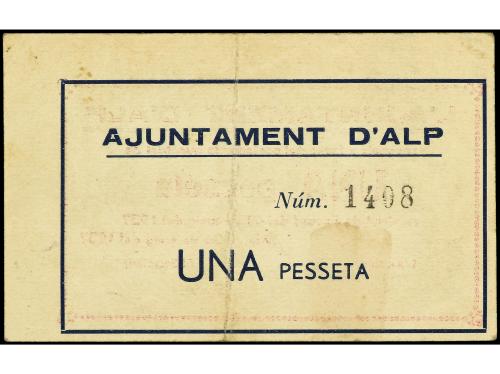 AJUNTAMENT D'ALP
Núm. 1408
UNA PESSETA